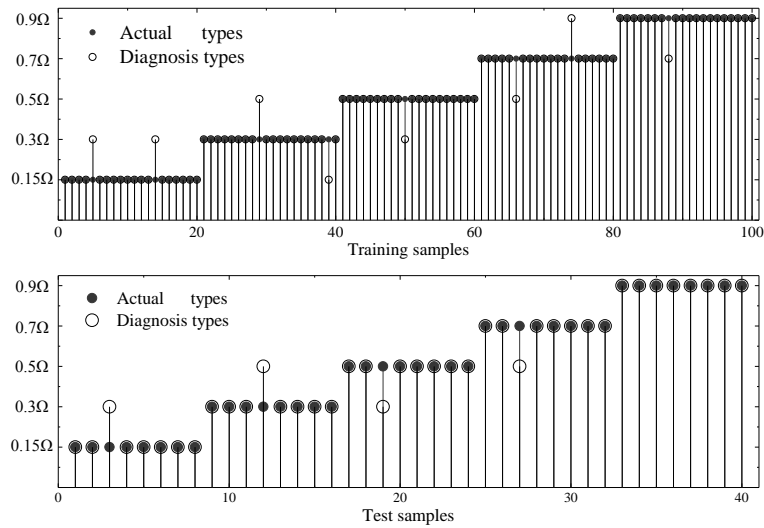 0.9Ω
0.7Ω
0.5Ω
0.3Ω
0.15Ω
Actual types
Diagnosis types
0 20 40 60 80 100
Training samples
0.9Ω
0.7Ω
0.5Ω
0.3Ω
0.15Ω
Actual types
Diagnosis types
0 10 20 30 40
Test samples